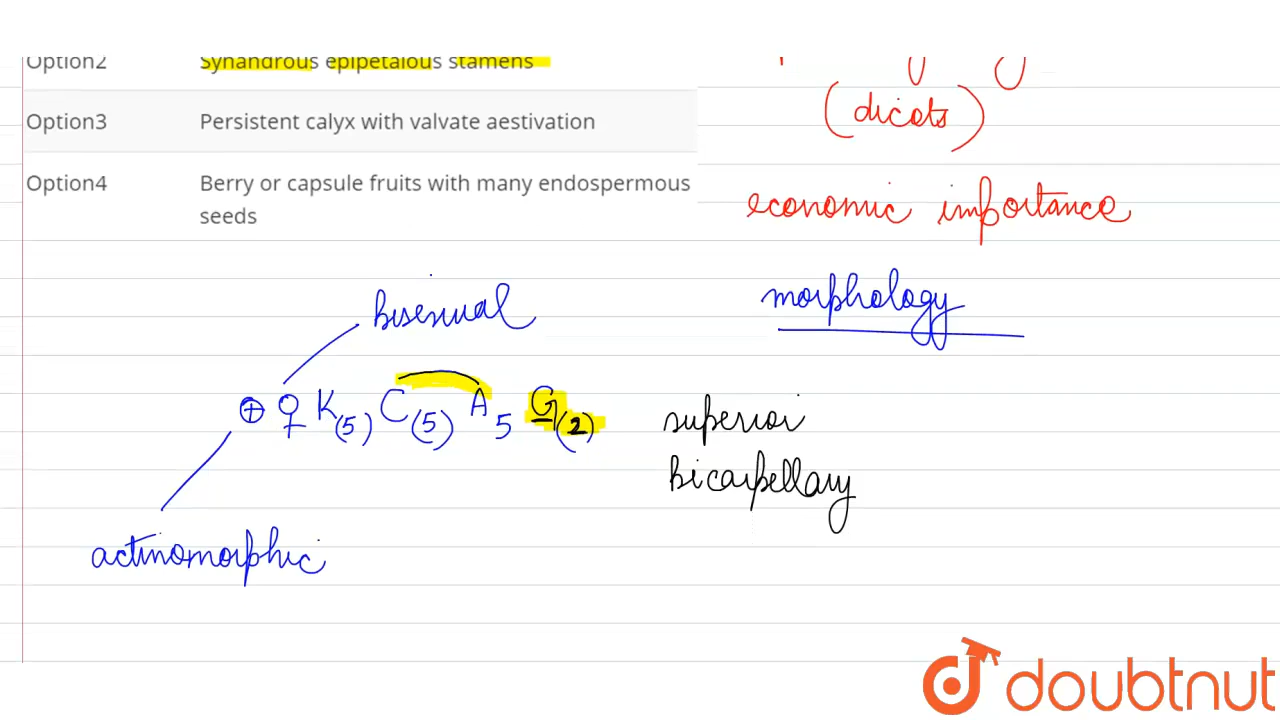 Option2 Synandrous epipetalous stamens
(dicots)
Option3 Persistent calyx with valvate aestivation
Option4 Berry or capsule fruits with many endospermous
seeds
economic importance
morphology
bisexual
⊕ ♀ K(5) C(5) A5 G(2)
superior
bicarpellary
actinomorphic
doubtnut